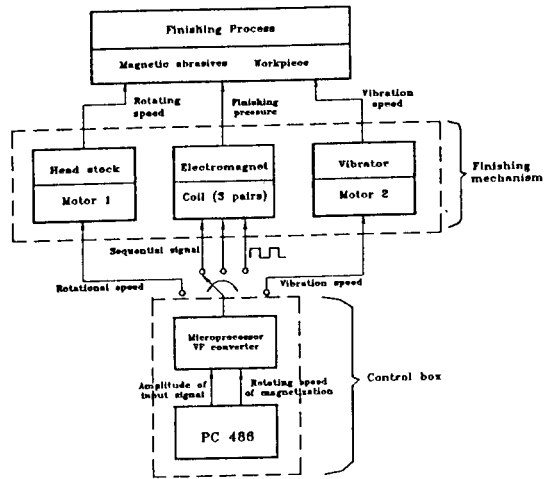 Finishing Process
Magnetic abrasives Workpiece
Rotating
speed
Finishing
pressure
Vibration
speed
Head stock
Motor 1
Electromagnet
Coil (3 pairs)
Vibrator
Motor 2
Finishing
mechanism
Sequential signal
Rotational speed
Vibration speed
Microprocessor
VF converter
Amplitude of
input signal
Rotating speed
of magnetization
PC 486
Control box